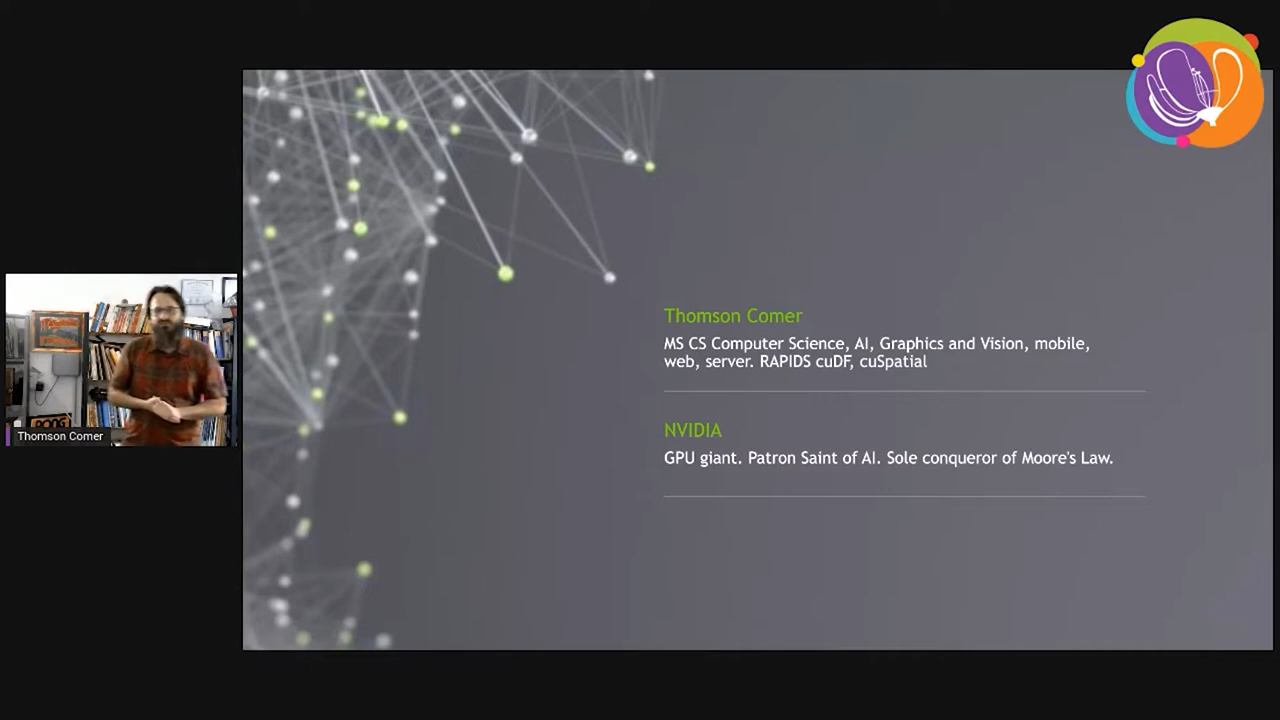 Thomson Comer
MS CS Computer Science, AI, Graphics and Vision, mobile,
web, server. RAPIDS cuDF, cuSpatial
NVIDIA
GPU giant. Patron Saint of AI. Sole conqueror of Moore's Law.
Thomson Comer